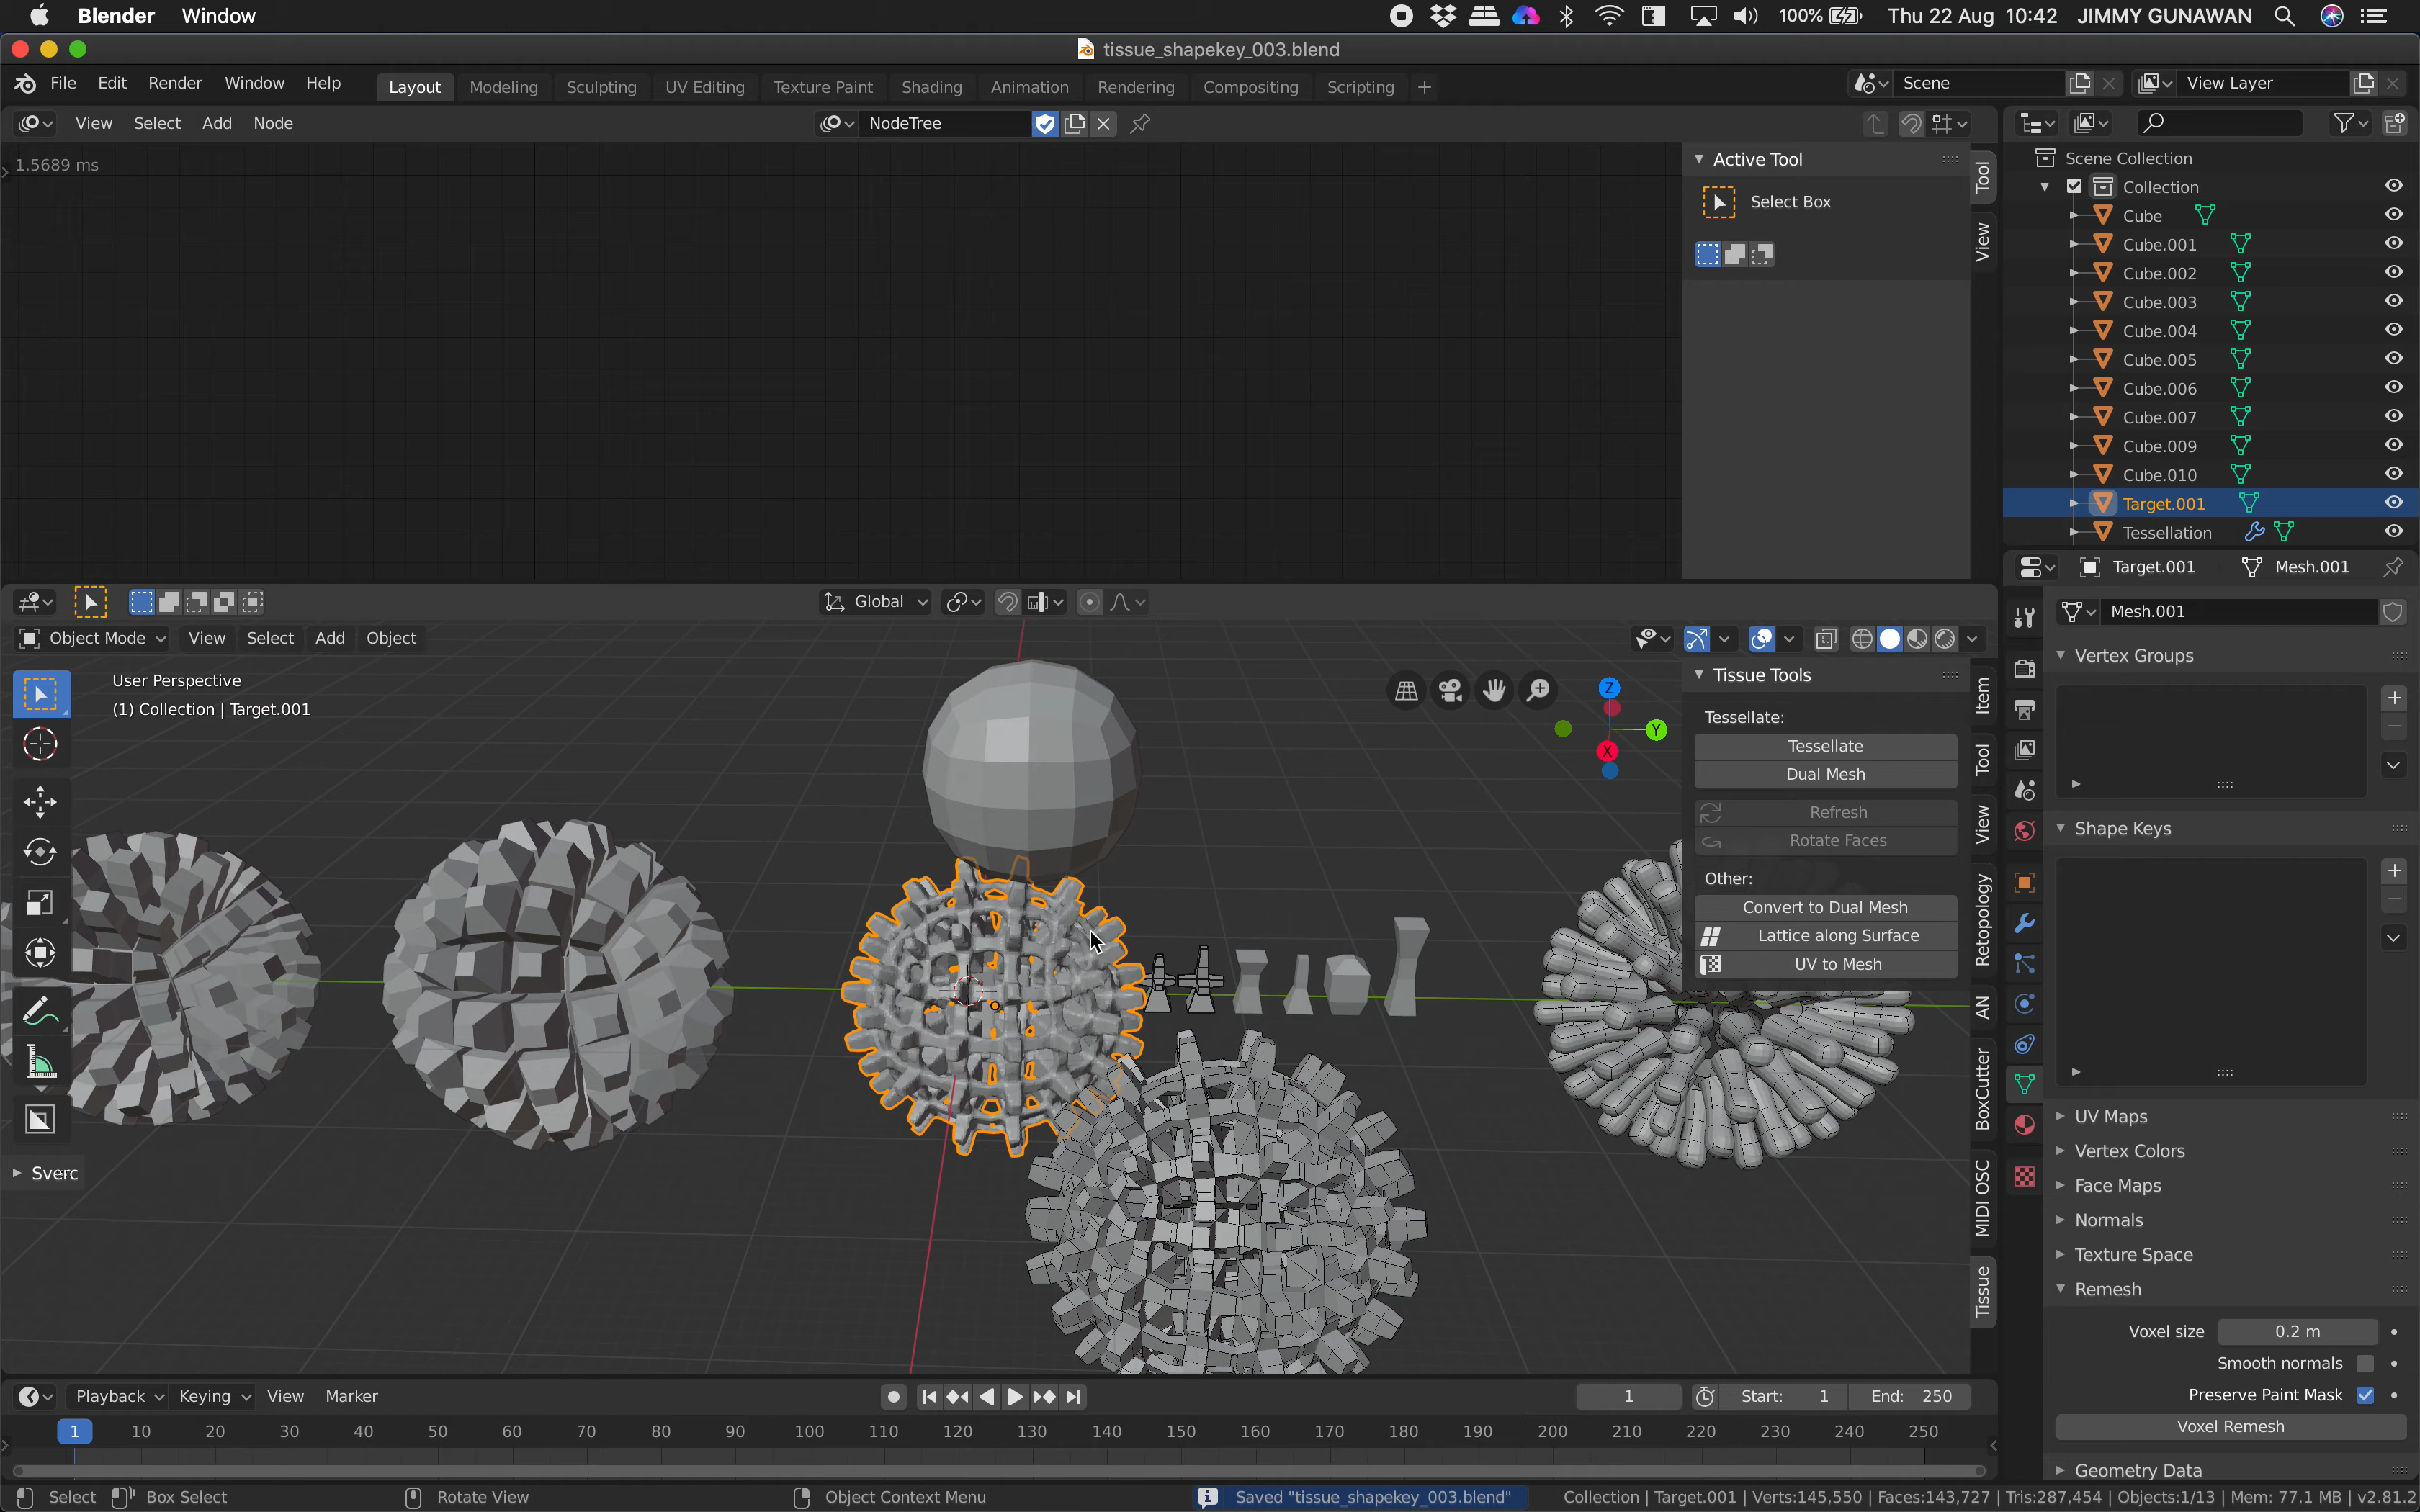 Blender Window 100% Thu 22 Aug 10:42 JIMMY GUNAWAN
tissue_shapekey_003.blend
File Edit Render Window Help Layout Modeling Sculpting UV Editing Texture Paint Shading Animation Rendering Compositing Scripting + Scene View Layer
View Select Add Node NodeTree
1.5689 ms
Active Tool
Select Box
Tool
View
Scene Collection
Collection
Cube
Cube.001
Cube.002
Cube.003
Cube.004
Cube.005
Cube.006
Cube.007
Cube.009
Cube.010
Target.001
Tessellation
Target.001 Mesh.001
Global
Object Mode View Select Add Object
User Perspective
(1) Collection | Target.001
Z
Y
X
Tissue Tools
Tessellate:
Tessellate
Dual Mesh
Refresh
Rotate Faces
Other:
Convert to Dual Mesh
Lattice along Surface
UV to Mesh
Item
Tool
View
Retopology
AN
BoxCutter
MIDI OSC
Tissue
Sverc
Mesh.001
Vertex Groups
Shape Keys
UV Maps
Vertex Colors
Face Maps
Normals
Texture Space
Remesh
Voxel size 0.2 m
Smooth normals
Preserve Paint Mask
Voxel Remesh
Geometry Data
Playback Keying View Marker 1 Start: 1 End: 250
1 10 20 30 40 50 60 70 80 90 100 110 120 130 140 150 160 170 180 190 200 210 220 230 240 250
Select Box Select Rotate View Object Context Menu Saved "tissue_shapekey_003.blend" Collection | Target.001 | Verts:145,550 | Faces:143,727 | Tris:287,454 | Objects:1/13 | Mem: 77.1 MB | v2.81.2